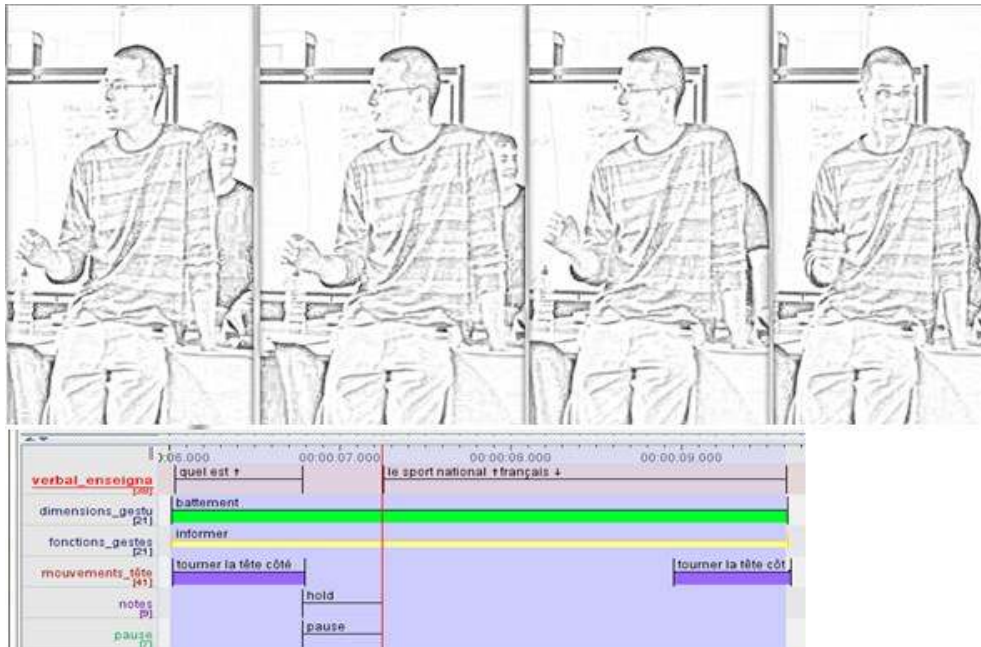 ):06.000 00:00:07.000 00:00:08.000 00:00:09.000
verbal_enseigna quel est ↑ le sport national ↑ français ↓
[39]
dimensions_gestu battement
[21]
fonctions_gestes informer
[21]
mouvements_tête tourner la tête côté tourner la tête côt
[41]
notes hold
[9]
pause pause